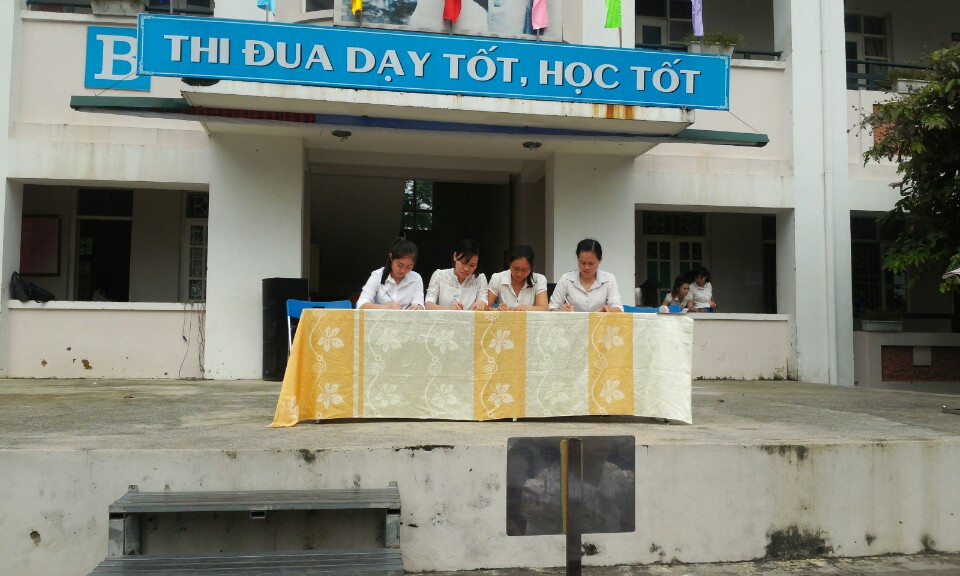 B
THI ĐUA DẠY TỐT, HỌC TỐT